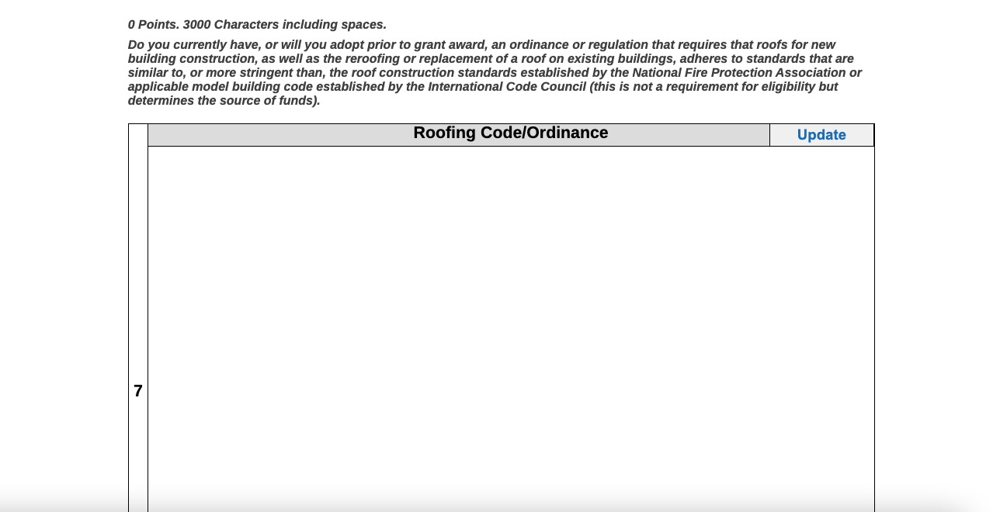 0 Points. 3000 Characters including spaces.
Do you currently have, or will you adopt prior to grant award, an ordinance or regulation that requires that roofs for new
building construction, as well as the reroofing or replacement of a roof on existing buildings, adheres to standards that are
similar to, or more stringent than, the roof construction standards established by the National Fire Protection Association or
applicable model building code established by the International Code Council (this is not a requirement for eligibility but
determines the source of funds).
Roofing Code/Ordinance
Update
7